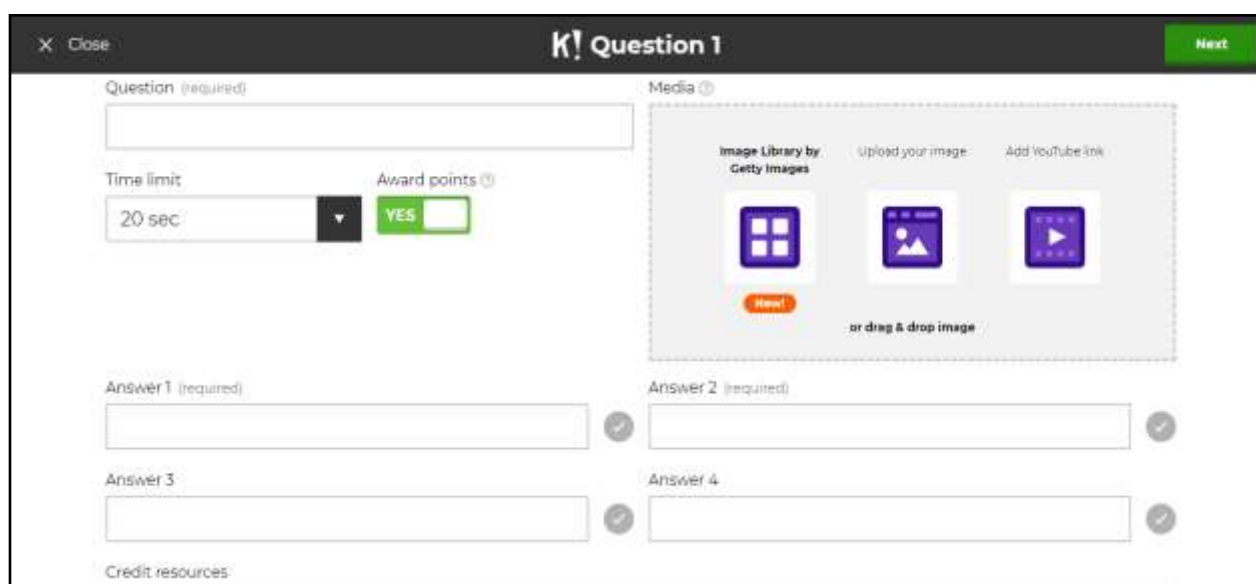 X Close
K! Question 1
Next
Question (required)
Media ?
Time limit
Award points ?
20 sec
YES
Image Library by
Getty Images
Upload your image
Add YouTube link
New!
or drag & drop image
Answer 1 (required)
Answer 2 (required)
Answer 3
Answer 4
Credit resources